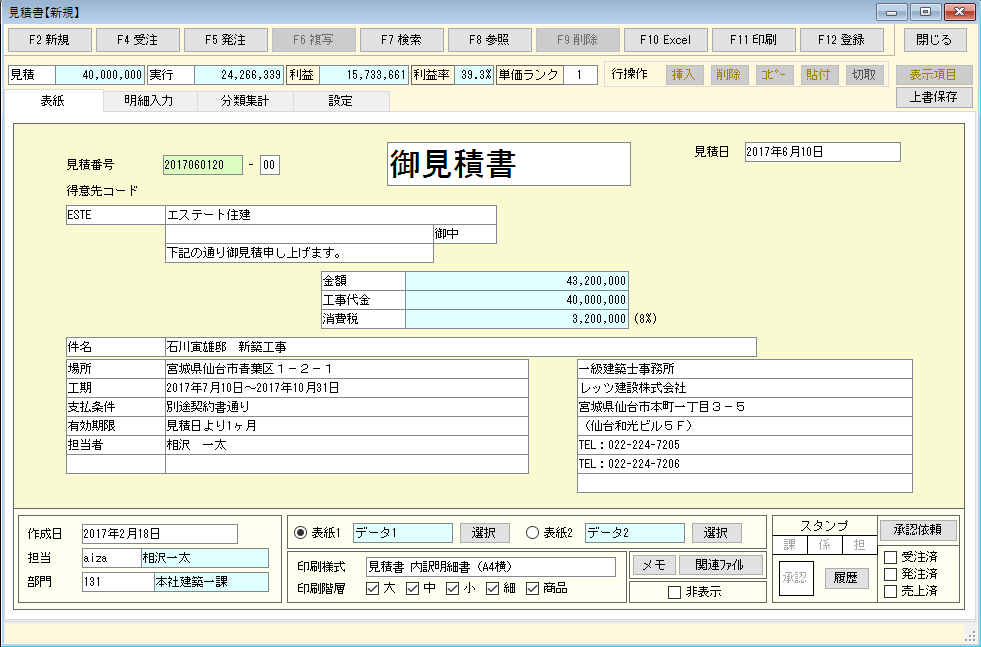 見積書【新規】
F2 新規 F4 受注 F5 発注 F6 複写 F7 検索 F8 参照 F9 削除 F10 Excel F11 印刷 F12 登録 閉じる
見積 40,000,000 実行 24,266,339 利益 15,733,661 利益率 39.3% 単価ランク 1 行操作 挿入 削除 ｺﾋﾟｰ 貼付 切取 表示項目
表紙 明細入力 分類集計 設定 上書保存
見積番号 2017060120 - 00 御見積書 見積日 2017年6月10日
得意先コード
ESTE エステート住建
御中
下記の通り御見積申し上げます。
金額 43,200,000
工事代金 40,000,000
消費税 3,200,000 (8%)
件名 石川寅雄邸 新築工事
場所 宮城県仙台市青葉区１－２－１ 一級建築士事務所
工期 2017年7月10日～2017年10月31日 レッツ建設株式会社
支払条件 別途契約書通り 宮城県仙台市本町一丁目３－５
有効期限 見積日より1ヶ月 （仙台和光ビル５Ｆ）
担当者 相沢 一太 TEL：022-224-7205
TEL：022-224-7206
作成日 2017年2月18日 表紙1 データ1 選択 表紙2 データ2 選択 スタンプ 承認依頼
担当 aiza 相沢一太 印刷様式 見積書 内訳明細書（A4横） メモ 関連ﾌｧｲﾙ 課 係 担 受注済
部門 131 本社建築一課 印刷階層 大 中 小 細 商品 非表示 承認 履歴 発注済
売上済